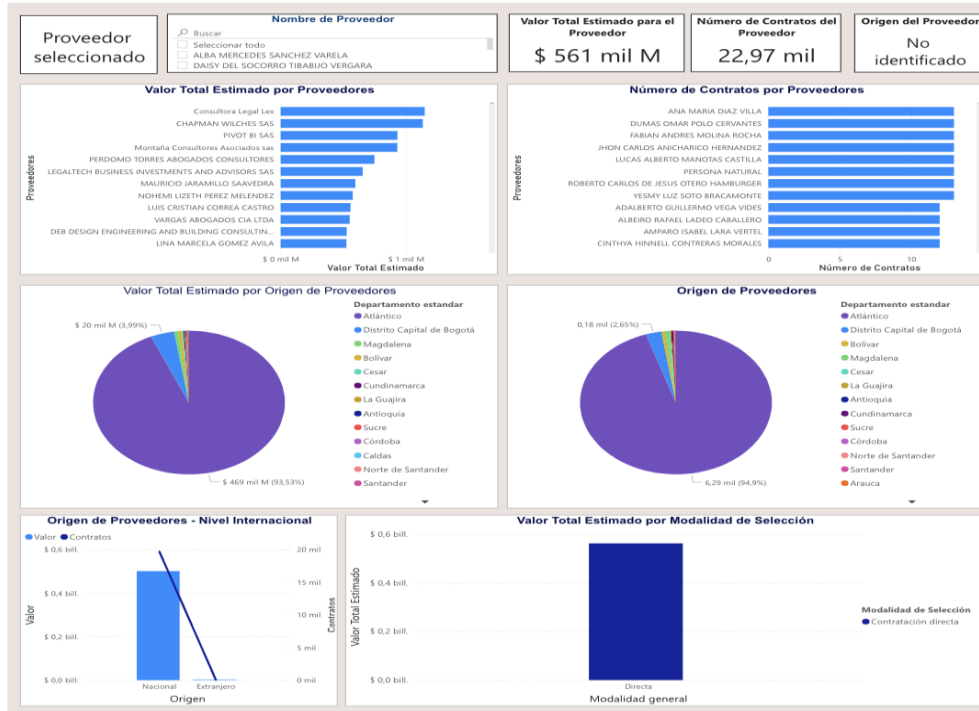 Proveedor
seleccionado
Nombre de Proveedor
Buscar
Seleccionar todo
ALBA MERCEDES SANCHEZ VARELA
DAISY DEL SOCORRO TIBABIJO VERGARA
Valor Total Estimado para el
Proveedor
$ 561 mil M
Número de Contratos del
Proveedor
22,97 mil
Origen del Proveedor
No
identificado
Valor Total Estimado por Proveedores
Proveedores
Consultora Legal Lex
CHAPMAN WILCHES SAS
PIVOT BI SAS
Montaña Consultores Asociados sas
PERDOMO TORRES ABOGADOS CONSULTORES
LEGALTECH BUSINESS INVESTMENTS AND ADVISORS SAS
MAURICIO JARAMILLO SAAVEDRA
NOHEMI LIZETH PEREZ MELENDEZ
LUIS CRISTIAN CORREA CASTRO
VARGAS ABOGADOS CIA LTDA
DEB DESIGN ENGINEERING AND BUILDING CONSULTIN...
LINA MARCELA GOMEZ AVILA
$ 0 mil M
$ 1 mil M
Valor Total Estimado
Número de Contratos por Proveedores
Proveedores
ANA MARIA DIAZ VILLA
DUMAS OMAR POLO CERVANTES
FABIAN ANDRES MOLINA ROCHA
JHON CARLOS ANICHARICO HERNANDEZ
LUCAS ALBERTO MANOTAS CASTILLA
PERSONA NATURAL
ROBERTO CARLOS DE JESUS OTERO HAMBURGER
YESMY LUZ SOTO BRACAMONTE
ADALBERTO GUILLERMO VEGA VIDES
ALBEIRO RAFAEL LADEO CABALLERO
AMPARO ISABEL LARA VERTEL
CINTHYA HINNELL CONTRERAS MORALES
0
5
10
Número de Contratos
Valor Total Estimado por Origen de Proveedores
$ 20 mil M (3,99%)
$ 469 mil M (93,53%)
Departamento estandar
Atlántico
Distrito Capital de Bogotá
Magdalena
Bolívar
Cesar
Cundinamarca
La Guajira
Antioquia
Sucre
Córdoba
Caldas
Norte de Santander
Santander
Origen de Proveedores
0,18 mil (2,65%)
6,29 mil (94,9%)
Departamento estandar
Atlántico
Distrito Capital de Bogotá
Bolívar
Magdalena
Cesar
La Guajira
Antioquia
Cundinamarca
Sucre
Córdoba
Norte de Santander
Santander
Arauca
Origen de Proveedores - Nivel Internacional
Valor
Contratos
Valor
$ 0,6 bill.
$ 0,4 bill.
$ 0,2 bill.
$ 0,0 bill.
20 mil
15 mil
10 mil
5 mil
0 mil
Contratos
Nacional
Extranjero
Origen
Valor Total Estimado por Modalidad de Selección
Valor Total Estimado
$ 0,6 bill.
$ 0,4 bill.
$ 0,2 bill.
$ 0,0 bill.
Directa
Modalidad general
Modalidad de Selección
Contratación directa